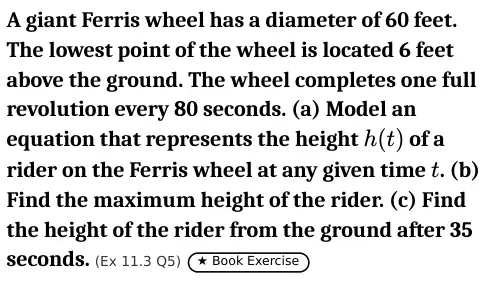 A giant Ferris wheel has a diameter of 60 feet.
The lowest point of the wheel is located 6 feet
above the ground. The wheel completes one full
revolution every 80 seconds. (a) Model an
equation that represents the height h(t) of a
rider on the Ferris wheel at any given time t. (b)
Find the maximum height of the rider. (c) Find
the height of the rider from the ground after 35
seconds. (Ex 11.3 Q5) ★ Book Exercise